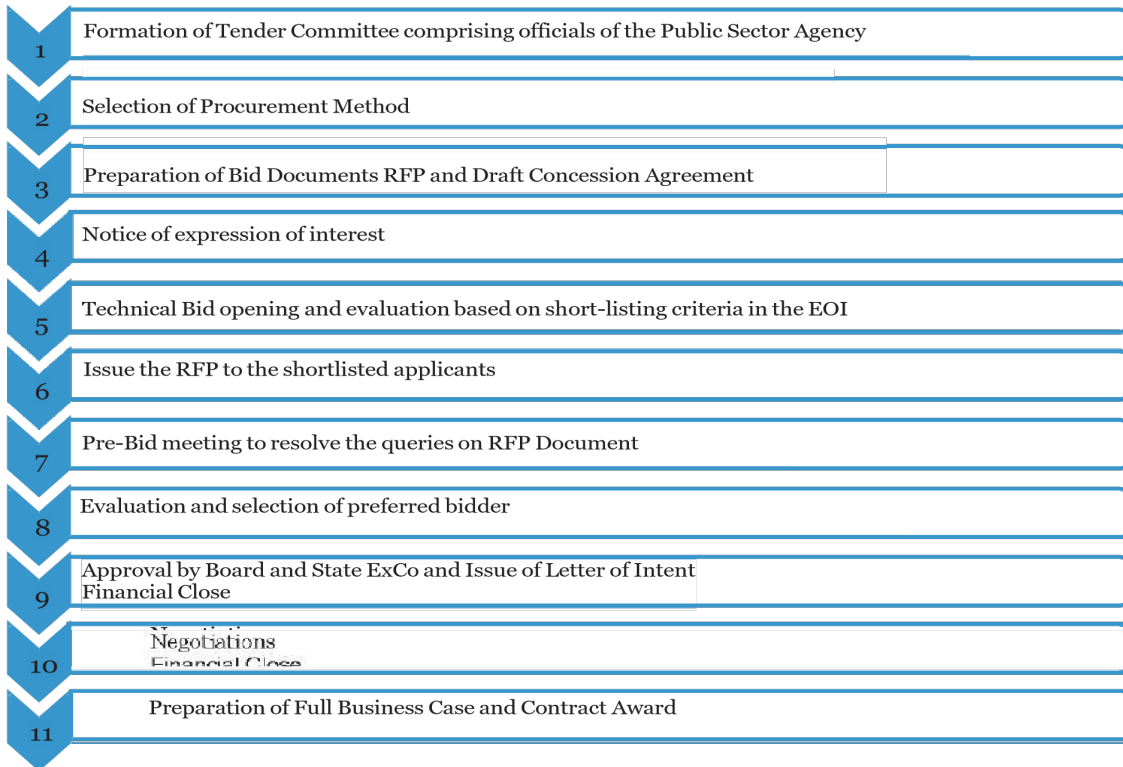 1
Formation of Tender Committee comprising officials of the Public Sector Agency
2
Selection of Procurement Method
3
Preparation of Bid Documents RFP and Draft Concession Agreement
4
Notice of expression of interest
5
Technical Bid opening and evaluation based on short-listing criteria in the EOI
6
Issue the RFP to the shortlisted applicants
7
Pre-Bid meeting to resolve the queries on RFP Document
8
Evaluation and selection of preferred bidder
9
Approval by Board and State ExCo and Issue of Letter of Intent
Financial Close
10
Negotiations
Financial Close
11
Preparation of Full Business Case and Contract Award